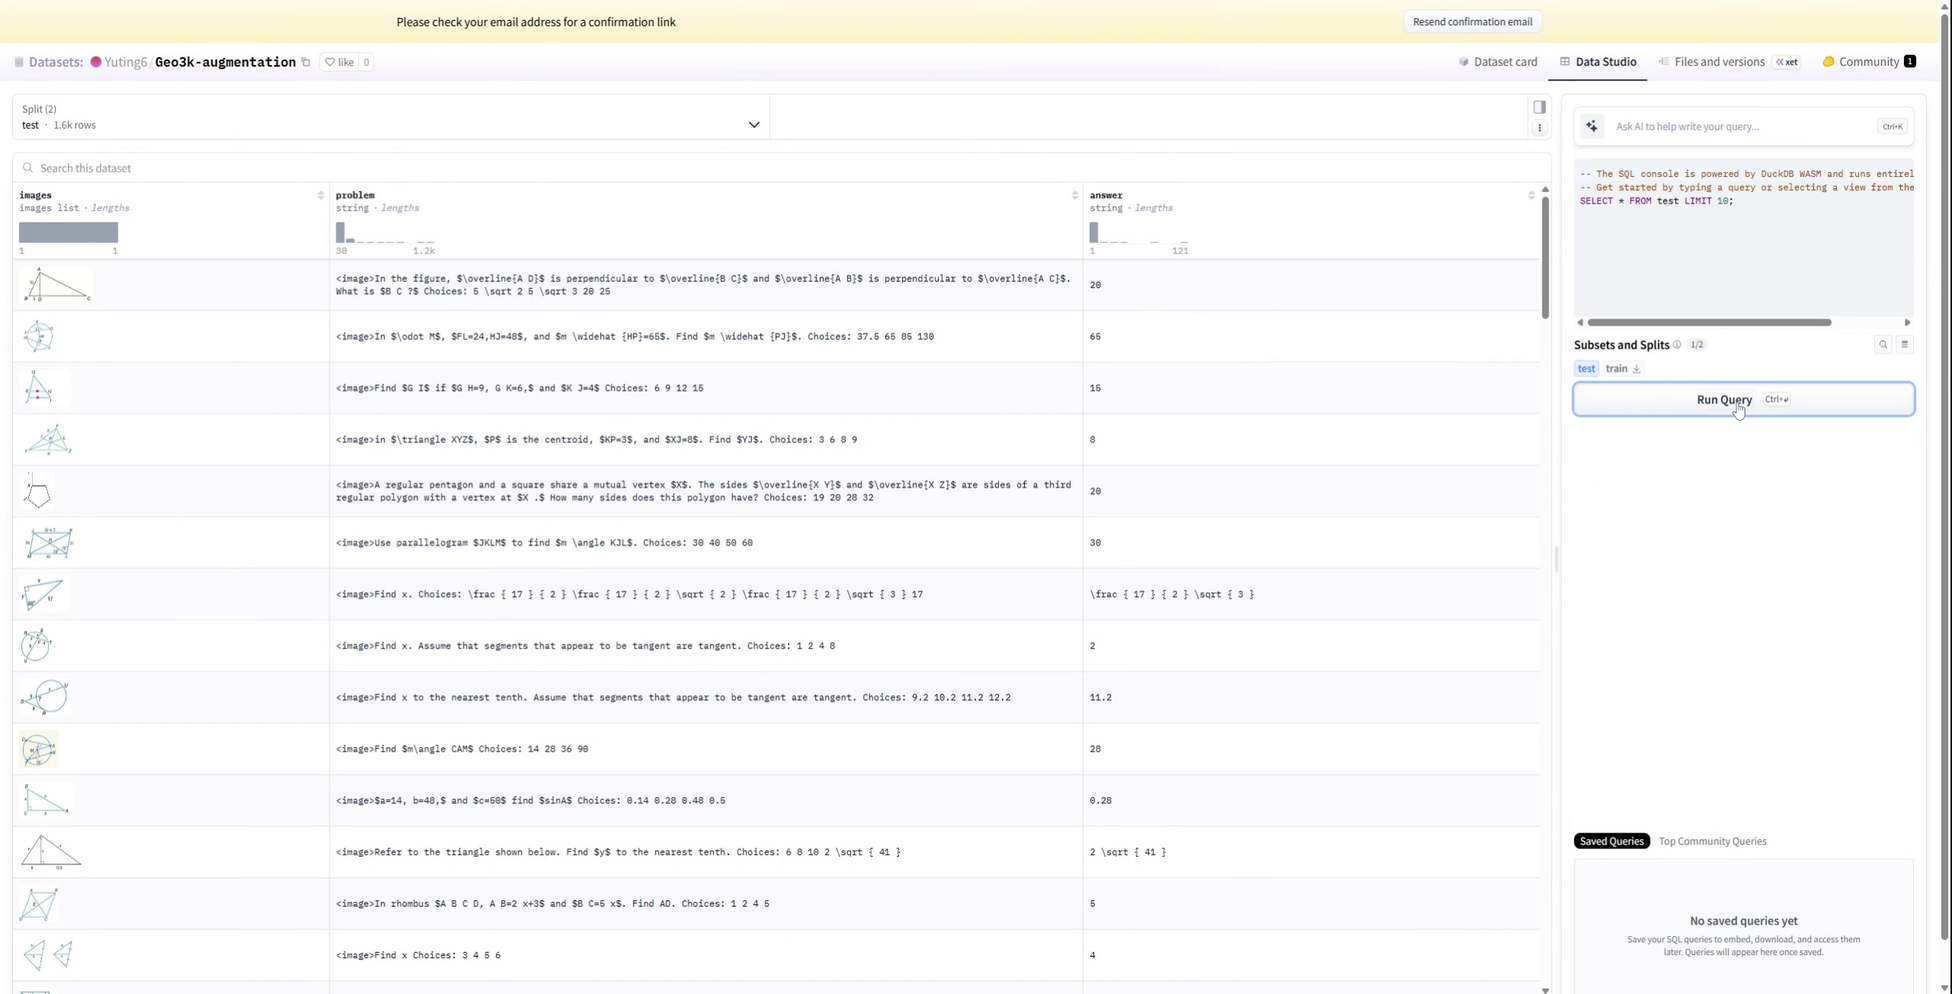 Please check your email address for a confirmation link
Resend confirmation email
Datasets: Yuting6/Geo3k-augmentation like 0
Dataset card
Data Studio
Files and versions xet
Community 1
Split (2)
test · 1.6k rows
Search this dataset
images
images list · lengths
1 1
problem
string · lengths
30 1.2k
answer
string · lengths
1 121
<image>In the figure, $\overline{A D}$ is perpendicular to $\overline{B C}$ and $\overline{A B}$ is perpendicular to $\overline{A C}$.
What is $B C ?$ Choices: 5 \sqrt 2 5 \sqrt 3 20 25
20
<image>In $\odot M$, $FL=24,HJ=48$, and $m \widehat {HP}=65$. Find $m \widehat {PJ}$. Choices: 37.5 65 85 130
65
<image>Find $G I$ if $G H=9, G K=6,$ and $K J=4$ Choices: 6 9 12 15
15
<image>in $\triangle XYZ$, $P$ is the centroid, $KP=3$, and $XJ=8$. Find $YJ$. Choices: 3 6 8 9
8
<image>A regular pentagon and a square share a mutual vertex $X$. The sides $\overline{X Y}$ and $\overline{X Z}$ are sides of a third
regular polygon with a vertex at $X .$ How many sides does this polygon have? Choices: 19 20 28 32
20
<image>Use parallelogram $JKLM$ to find $m \angle KJL$. Choices: 30 40 50 60
30
<image>Find x. Choices: \frac { 17 } { 2 } \frac { 17 } { 2 } \sqrt { 2 } \frac { 17 } { 2 } \sqrt { 3 } 17
\frac { 17 } { 2 } \sqrt { 3 }
<image>Find x. Assume that segments that appear to be tangent are tangent. Choices: 1 2 4 8
2
<image>Find x to the nearest tenth. Assume that segments that appear to be tangent are tangent. Choices: 9.2 10.2 11.2 12.2
11.2
<image>Find $m\angle CAM$ Choices: 14 28 36 90
28
<image>$a=14, b=48,$ and $c=50$ find $sinA$ Choices: 0.14 0.28 0.48 0.5
0.28
<image>Refer to the triangle shown below. Find $y$ to the nearest tenth. Choices: 6 8 10 2 \sqrt { 41 }
2 \sqrt { 41 }
<image>In rhombus $A B C D, A B=2 x+3$ and $B C=5 x$. Find AD. Choices: 1 2 4 5
5
<image>Find x Choices: 3 4 5 6
4
Ask AI to help write your query...
Ctrl+K
-- The SQL console is powered by DuckDB WASM and runs entirel
-- Get started by typing a query or selecting a view from the
SELECT * FROM test LIMIT 10;
Subsets and Splits 1/2
test train
Run Query Ctrl+↵
Saved Queries
Top Community Queries
No saved queries yet
Save your SQL queries to embed, download, and access them
later. Queries will appear here once saved.